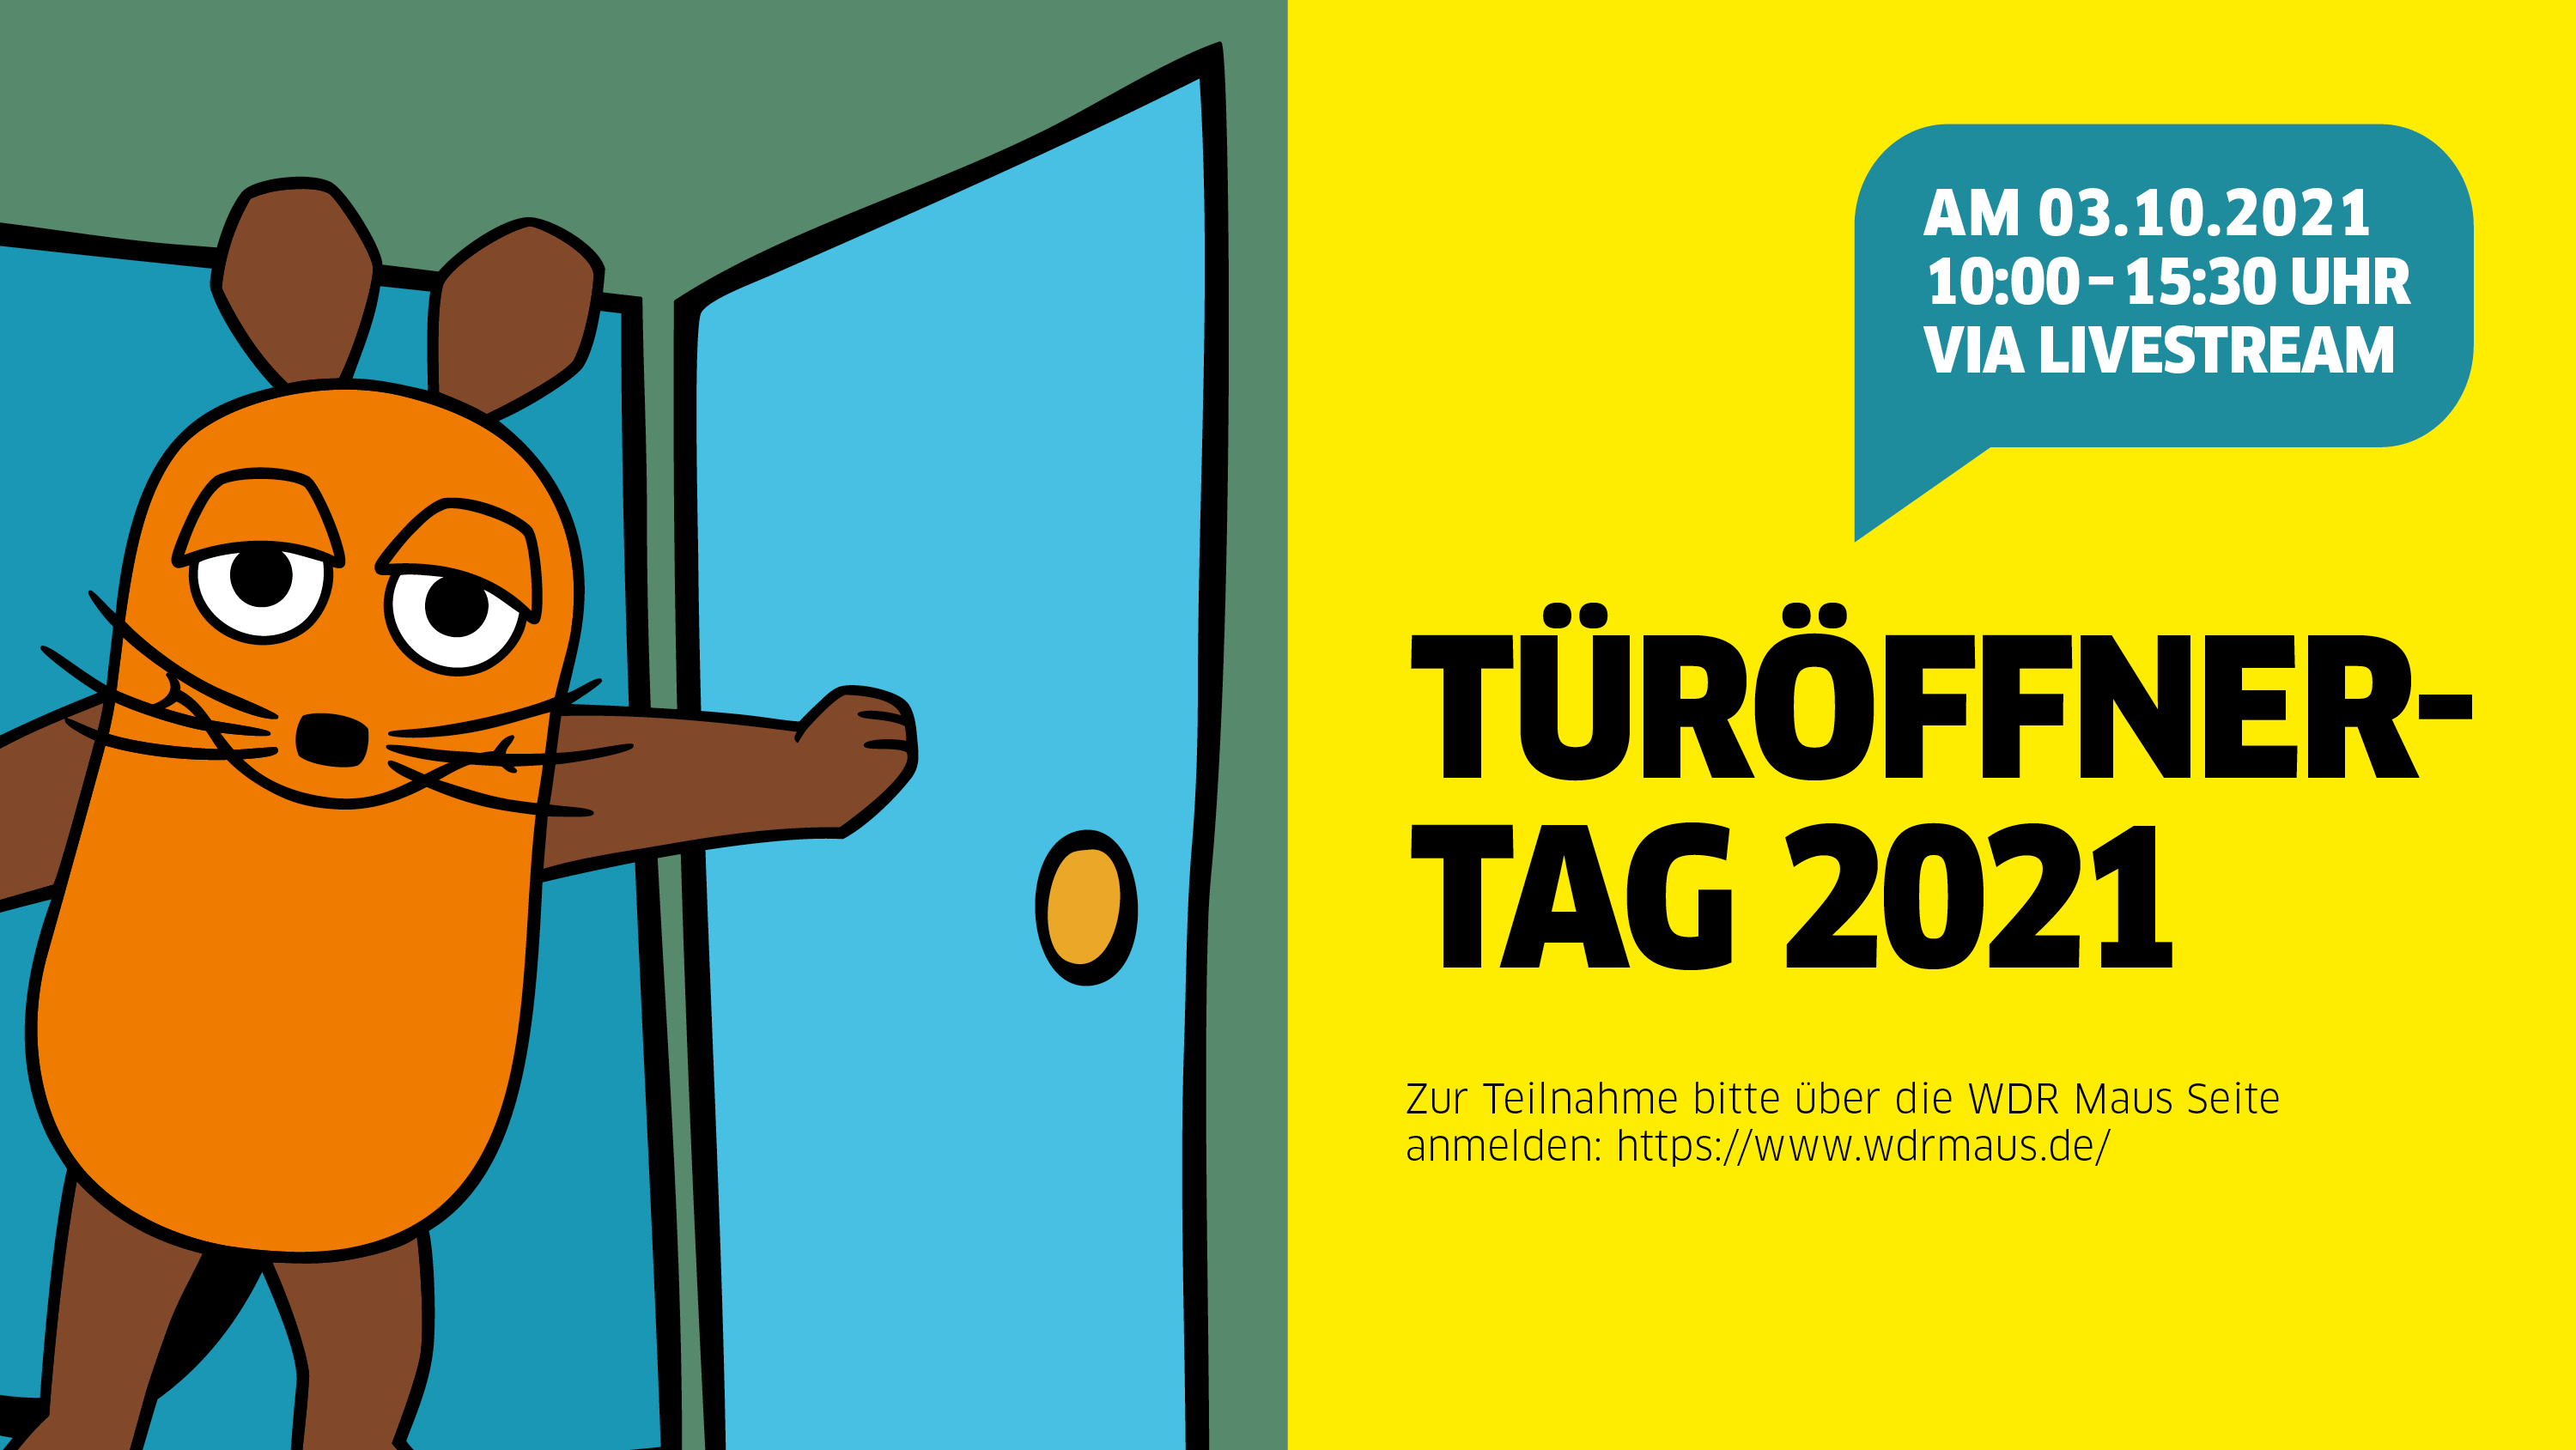 AM 03.10.2021
10:00 – 15:30 UHR
VIA LIVESTREAM
TÜRÖFFNER-
TAG 2021
Zur Teilnahme bitte über die WDR Maus Seite
anmelden: https://www.wdrmaus.de/